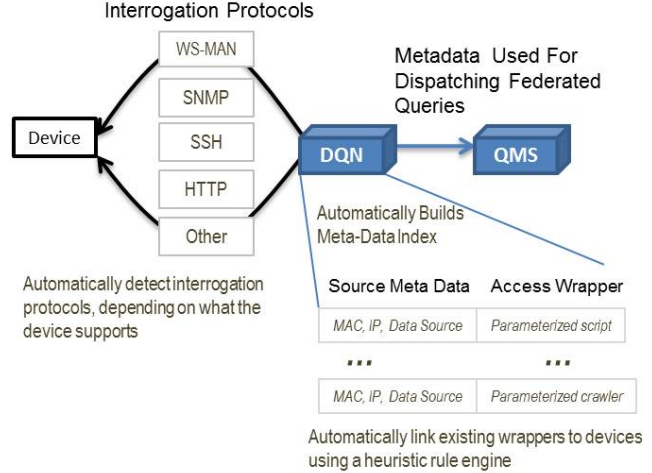 Interrogation Protocols
WS-MAN
SNMP
SSH
HTTP
Other
Device
Metadata Used For
Dispatching Federated
Queries
DQN
QMS
Automatically Builds
Meta-Data Index
Automatically detect interrogation
protocols, depending on what the
device supports
Source Meta Data Access Wrapper
MAC, IP, Data Source Parameterized script
... ...
MAC, IP, Data Source Parameterized crawler
Automatically link existing wrappers to devices
using a heuristic rule engine